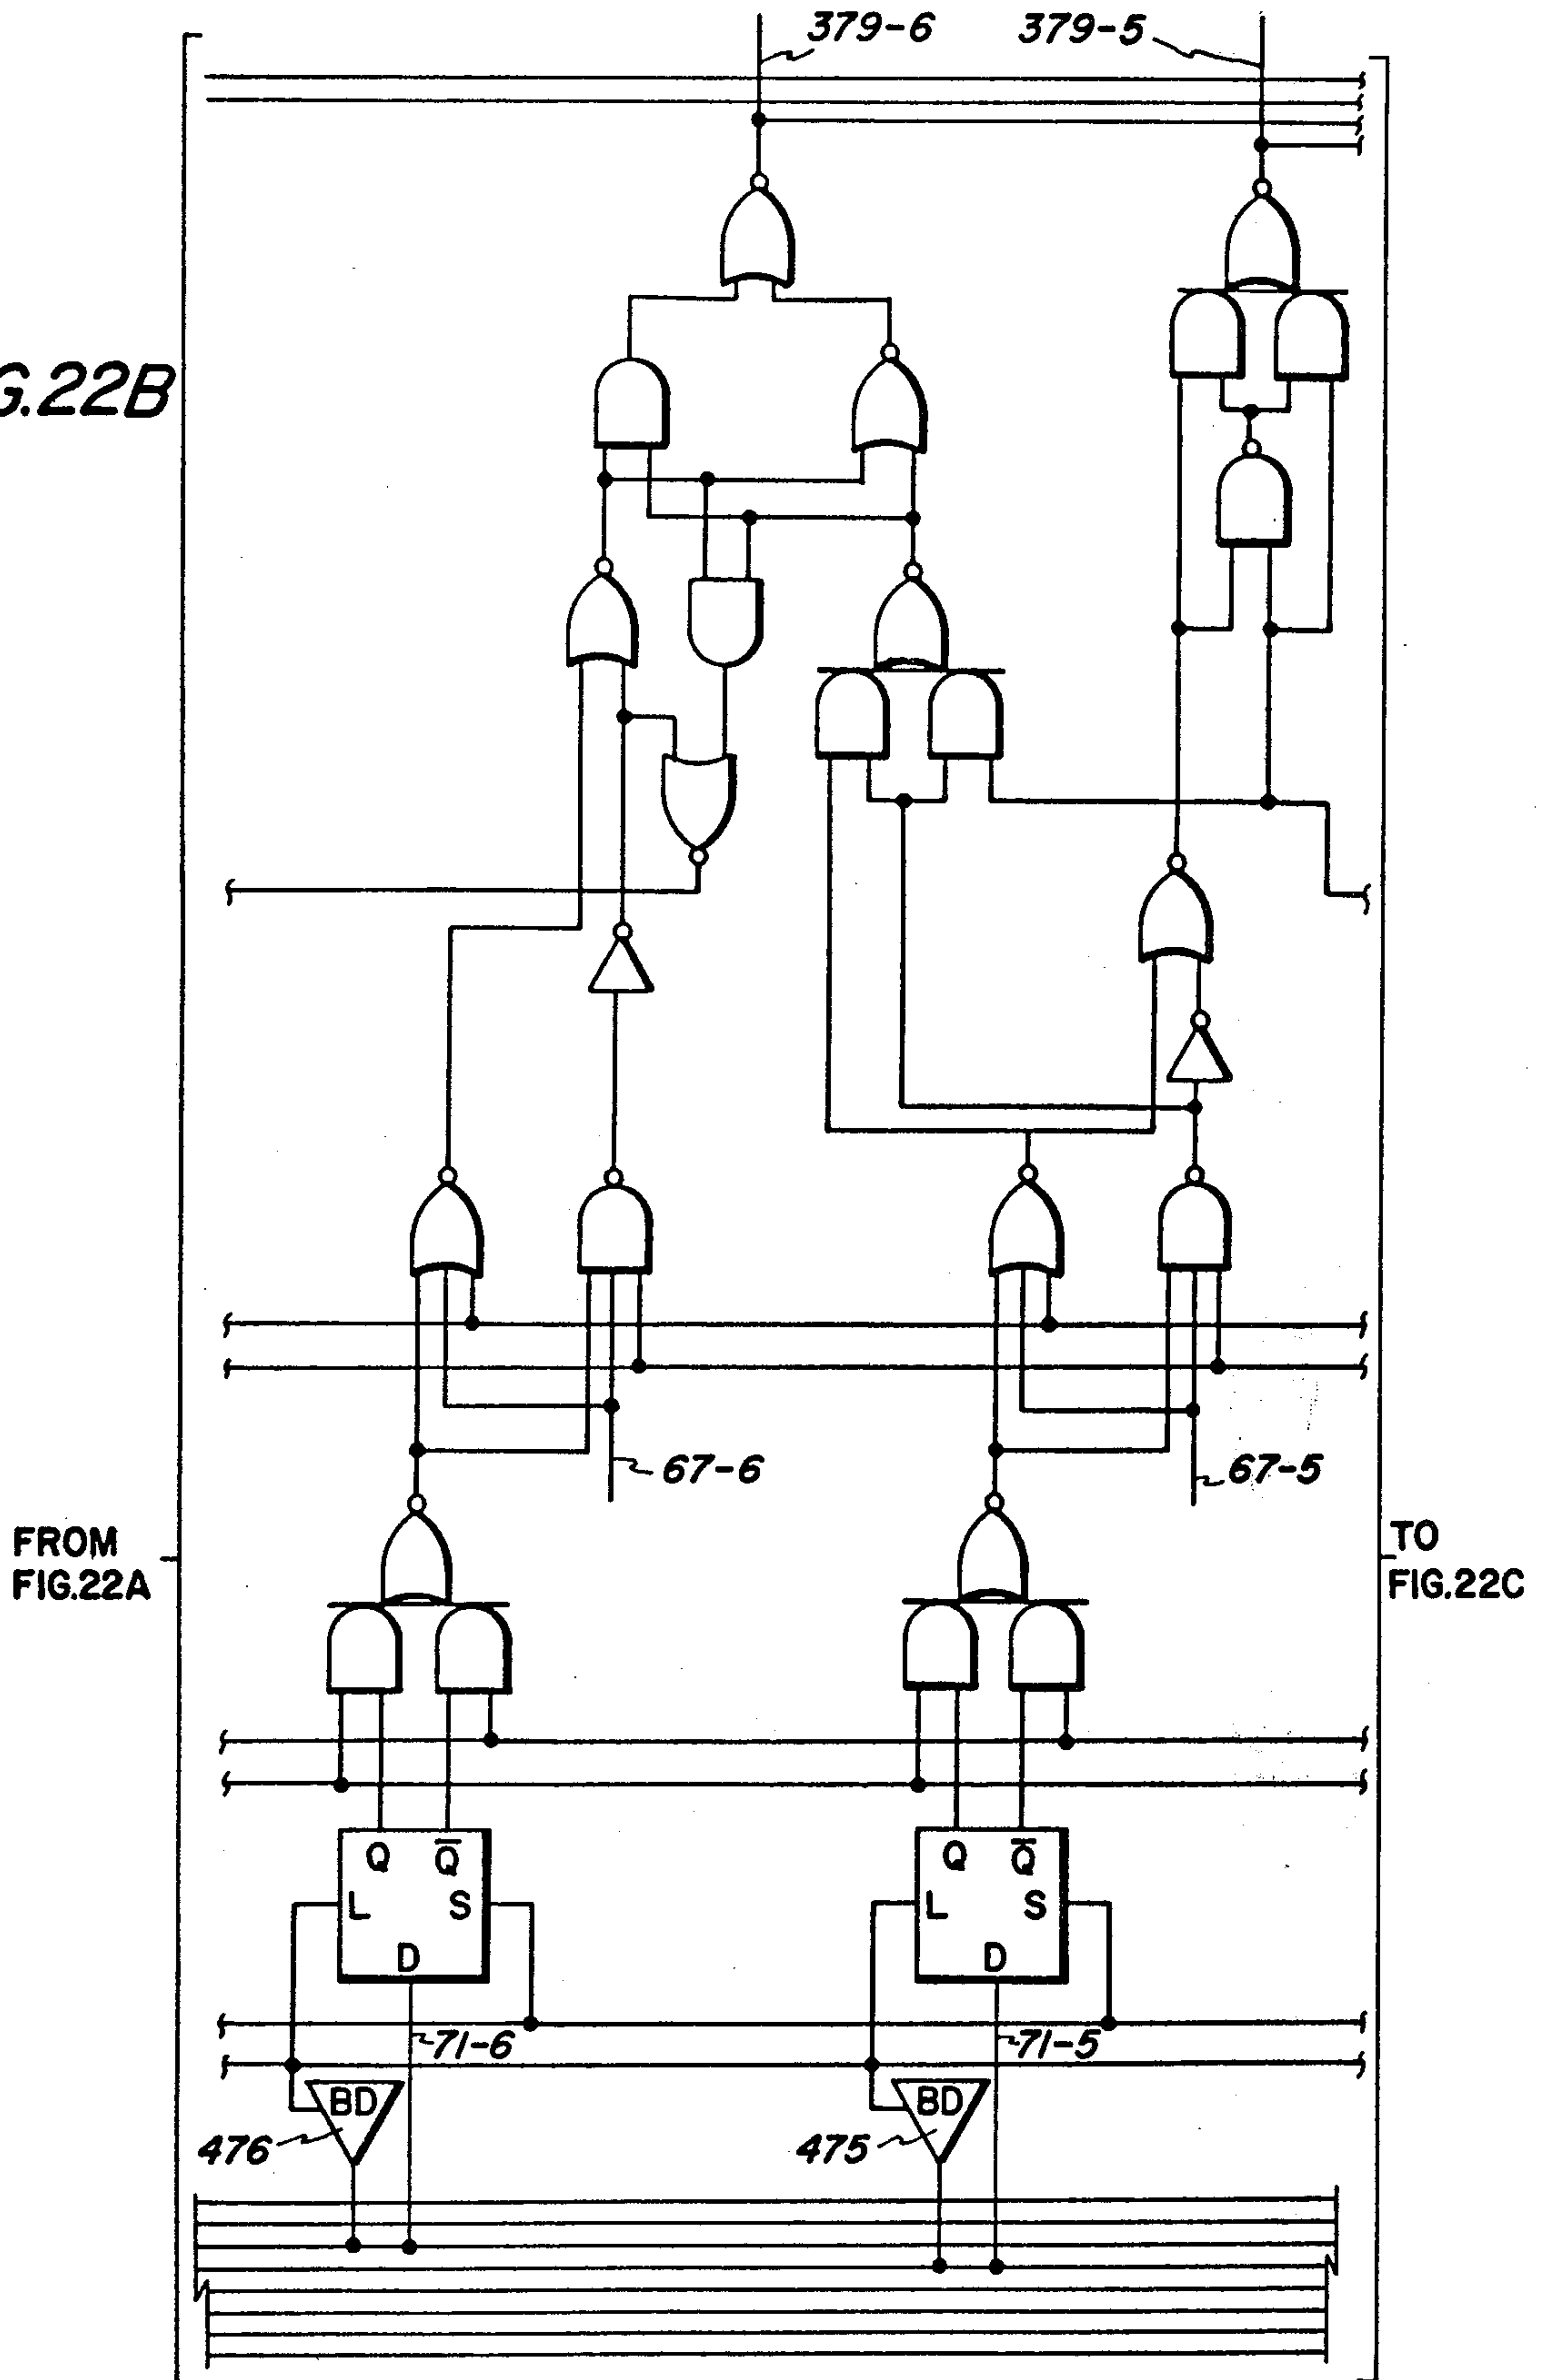 379-6 379-5
G.22B
67-6 67-5
FROM
FIG.22A
TO
FIG.22C
Q Q̅ Q Q̅
L S L S
D D
71-6 71-5
BD BD
476 475